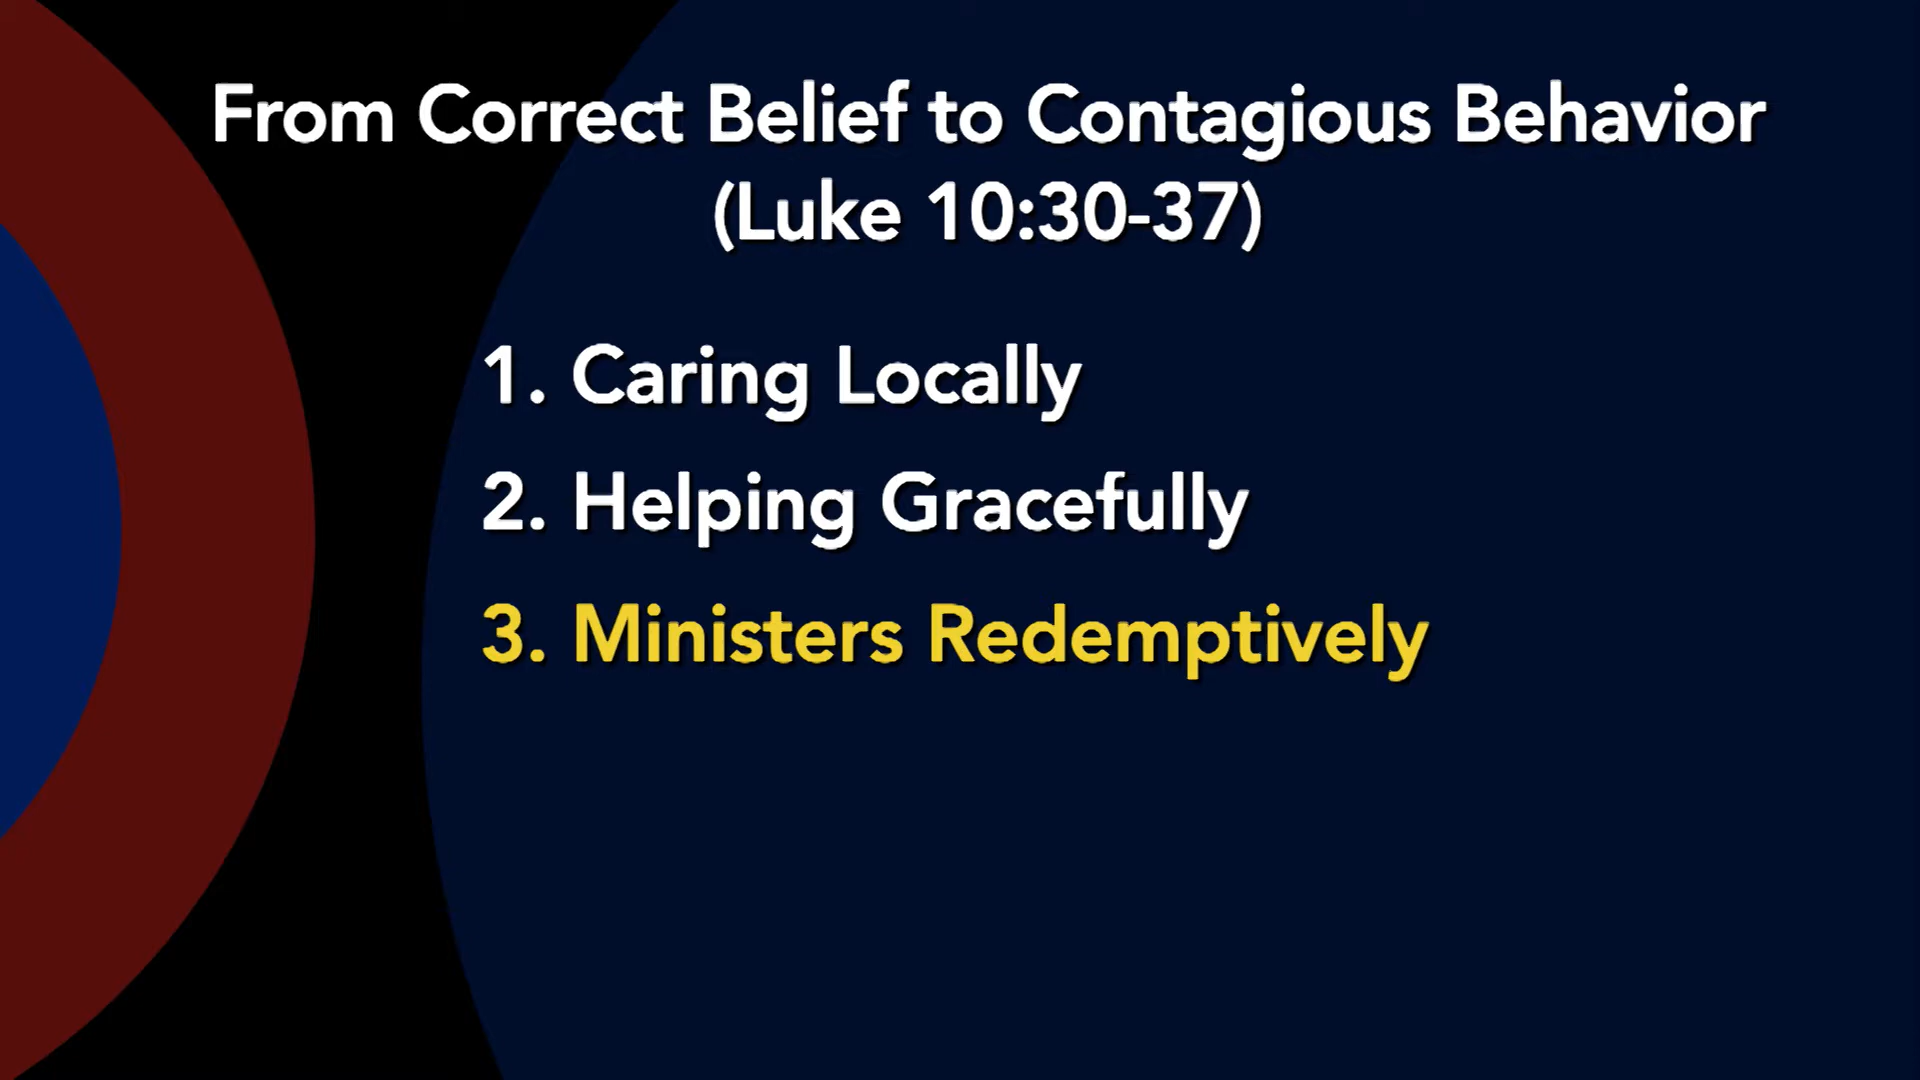 From Correct Belief to Contagious Behavior
(Luke 10:30-37)
1. Caring Locally
2. Helping Gracefully
3. Ministers Redemptively